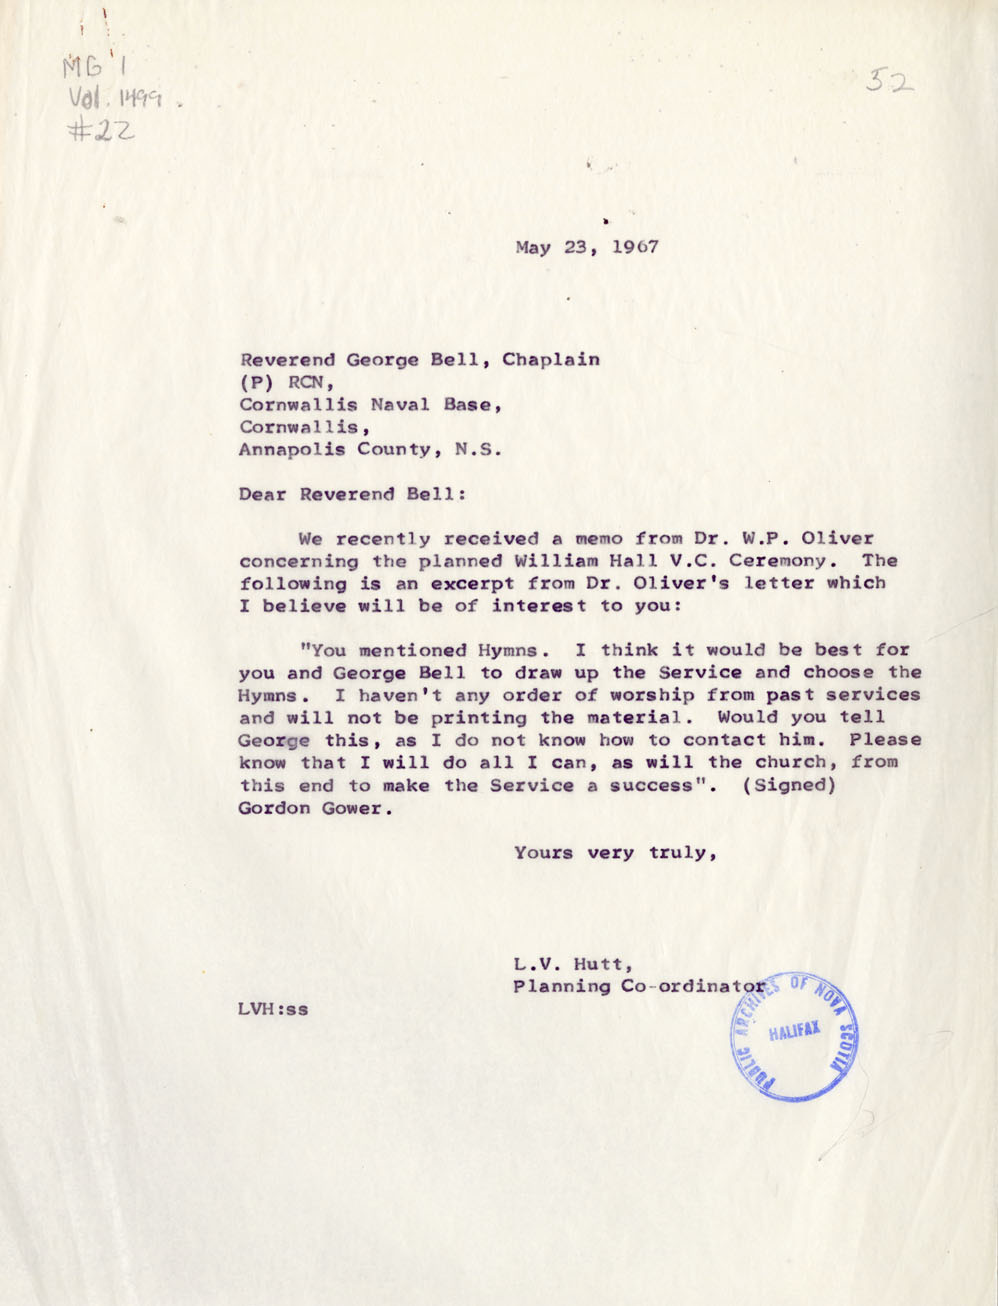 MG 1
Vol. 1499.
#22
52
May 23, 1967
Reverend George Bell, Chaplain
(P) RCN,
Cornwallis Naval Base,
Cornwallis,
Annapolis County, N.S.
Dear Reverend Bell:
We recently received a memo from Dr. W.P. Oliver
concerning the planned William Hall V.C. Ceremony. The
following is an excerpt from Dr. Oliver's letter which
I believe will be of interest to you:
"You mentioned Hymns. I think it would be best for
you and George Bell to draw up the Service and choose the
Hymns. I haven't any order of worship from past services
and will not be printing the material. Would you tell
George this, as I do not know how to contact him. Please
know that I will do all I can, as will the church, from
this end to make the Service a success". (Signed)
Gordon Gower.
Yours very truly,
L.V. Hutt,
Planning Co-ordinator
LVH:ss
PUBLIC ARCHIVES OF NOVA SCOTIA
HALIFAX